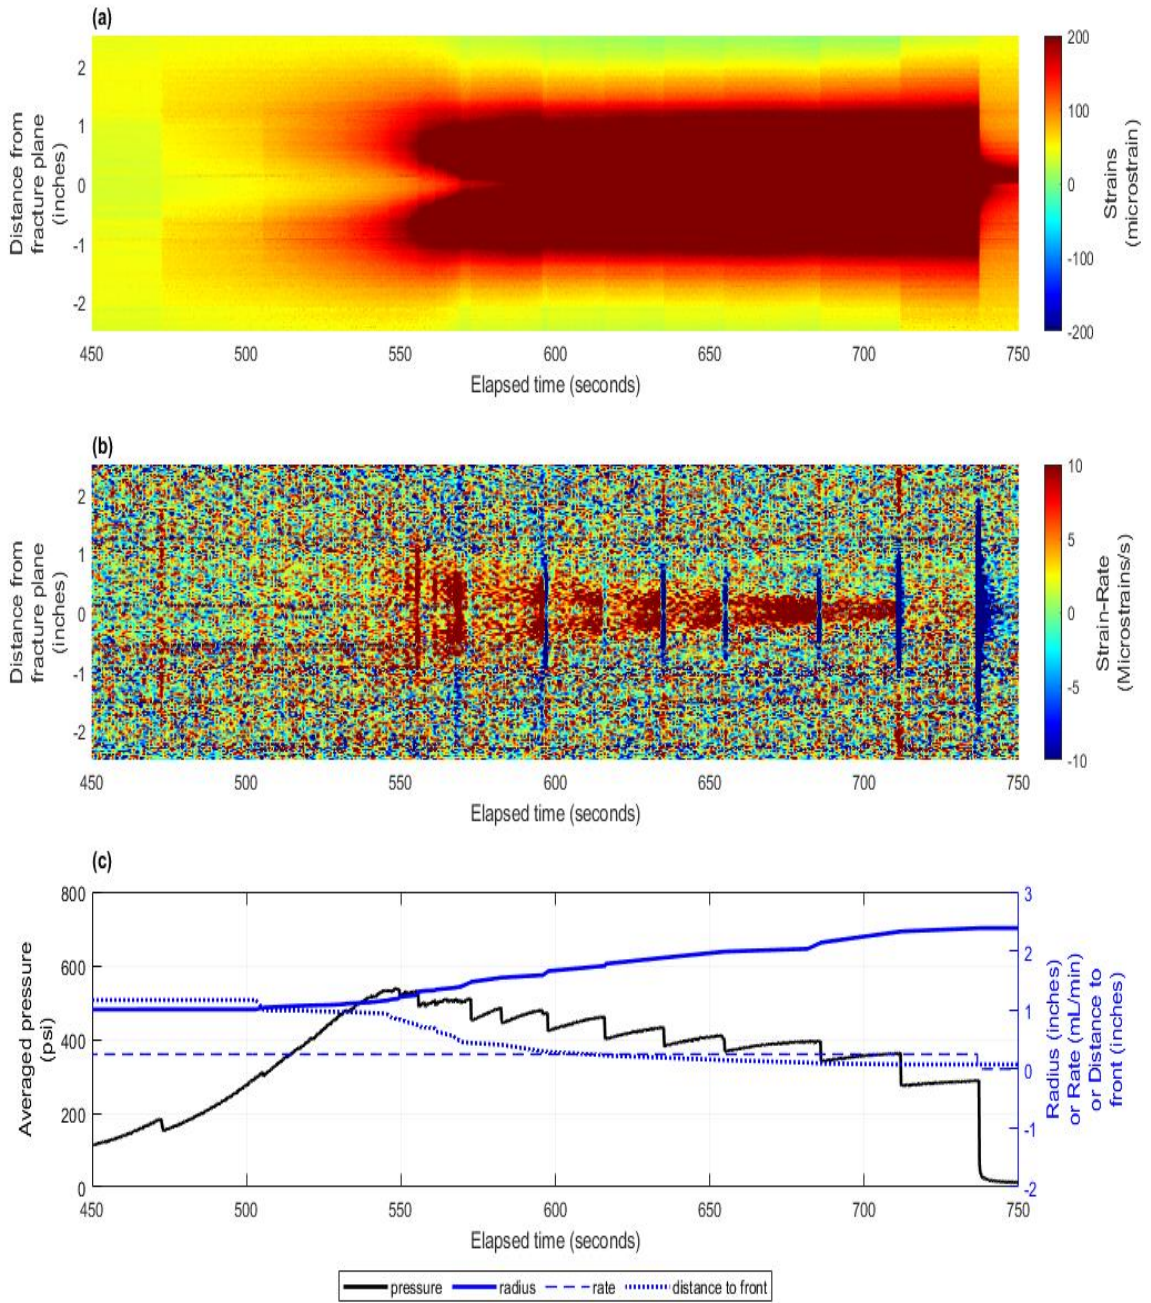 (a)
Distance from
fracture plane
(inches)
2
1
0
-1
-2
450 500 550 600 650 700 750
Elapsed time (seconds)
200
100
0
-100
-200
Strains
(microstrain)
(b)
Distance from
fracture plane
(inches)
2
1
0
-1
-2
450 500 550 600 650 700 750
Elapsed time (seconds)
10
5
0
-5
-10
Strain-Rate
(Microstrains/s)
(c)
Averaged pressure
(psi)
800
600
400
200
0
450 500 550 600 650 700 750
Elapsed time (seconds)
3
2
1
0
-1
-2
Radius (inches)
or Rate (mL/min)
or Distance to
front (inches)
pressure radius rate distance to front